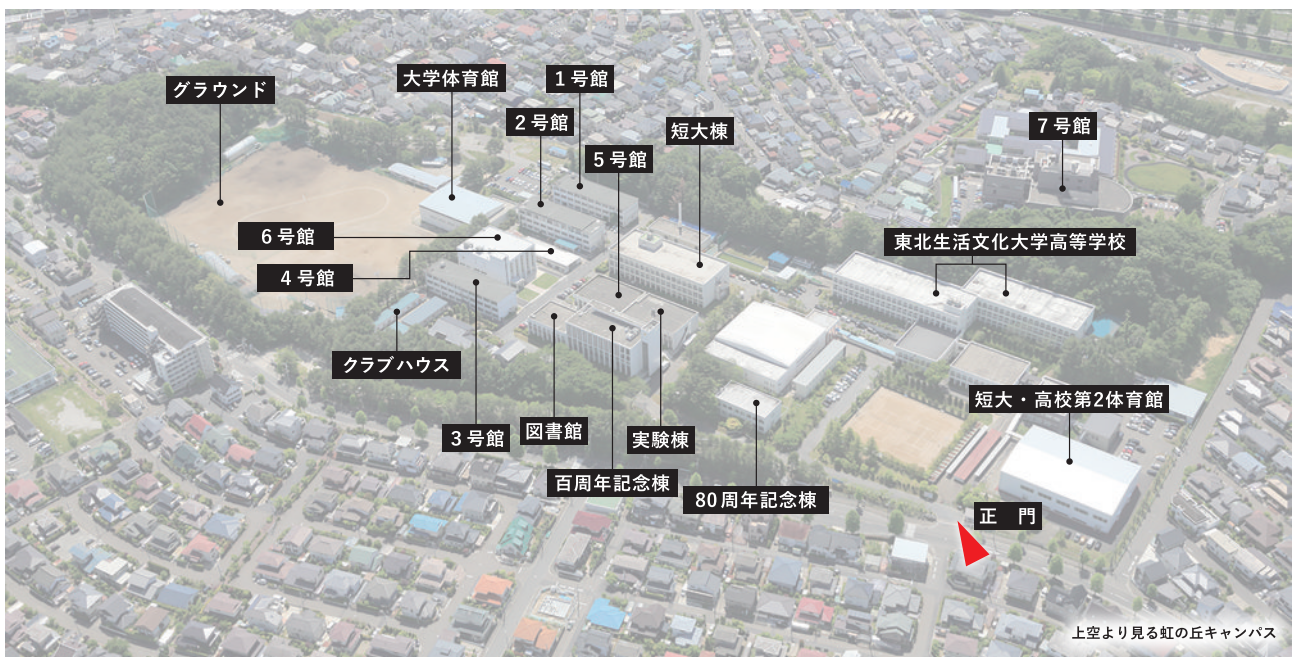 グラウンド
大学体育館
1号館
2号館
5号館
短大棟
7号館
6号館
4号館
東北生活文化大学高等学校
クラブハウス
短大・高校第2体育館
3号館
図書館
実験棟
百周年記念棟
80周年記念棟
正 門
上空より見る虹の丘キャンパス